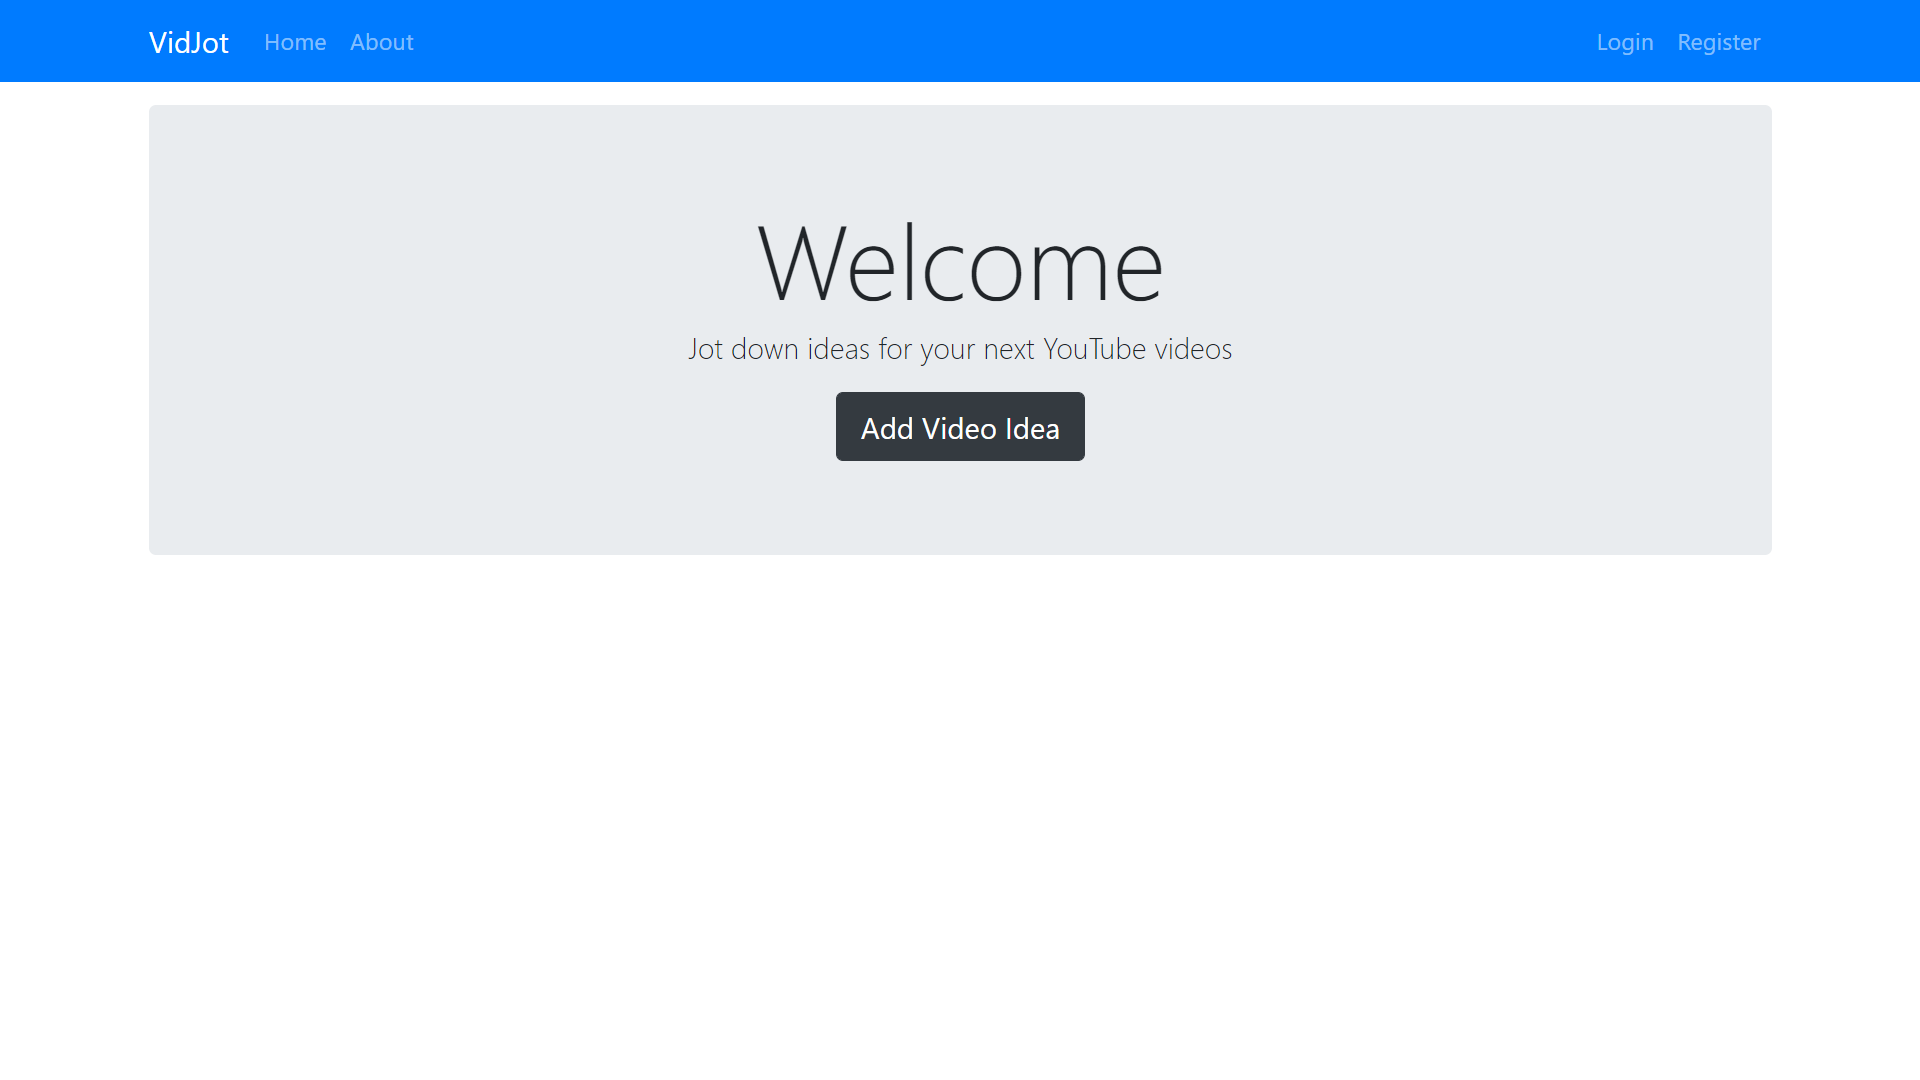 VidJot Home About Login Register
Welcome
Jot down ideas for your next YouTube videos
Add Video Idea